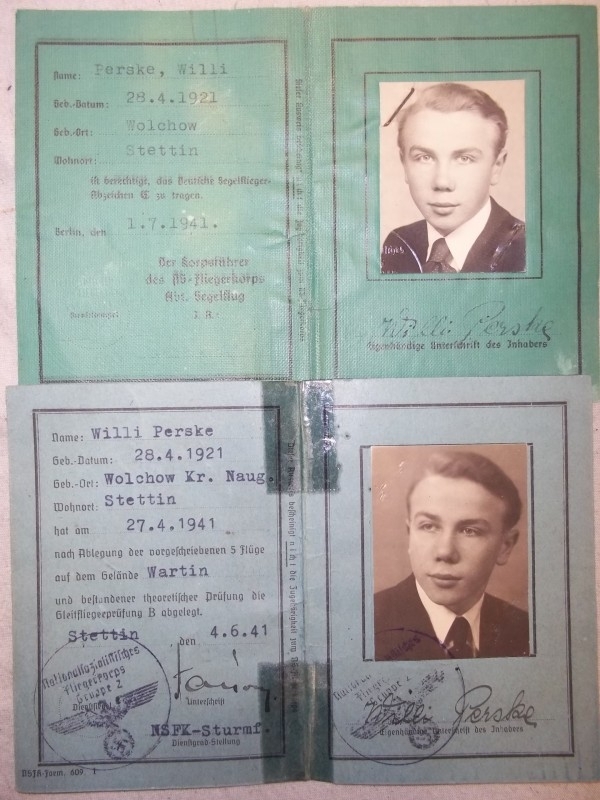 Name: Perske, Willi
Geb.-Datum: 28.4.1921
Geb.-Ort: Wolchow
Wohnort: Stettin
ist berechtigt, das Deutsche Segelflieger-
Abzeichen C zu tragen.
Berlin, den 1.7.1941.
Der Korpsführer
des NS-Fliegerkorps
Abt. Segelflug
J. A.:
Willi Perske
Eigenhändige Unterschrift des Inhabers
Name: Willi Perske
Geb.-Datum: 28.4.1921
Geb.-Ort: Wolchow Kr. Naug.
Wohnort: Stettin
hat am 27.4.1941
nach Ablegung der vorgeschriebenen 5 Flüge
auf dem Gelände Wartin
und bestandener theoretischer Prüfung die
Gleitfliegerprüfung B abgelegt.
Stettin den 4.6.41
Nationalsozialistisches
Fliegerkorps
Gruppe 2
Dienstsiegel
Unterschrift
NSFK-Sturmf.
Dienstgrad-Stellung
NSFK-Form. 609 1
Willi Perske
Eigenhändige Unterschrift des Inhabers